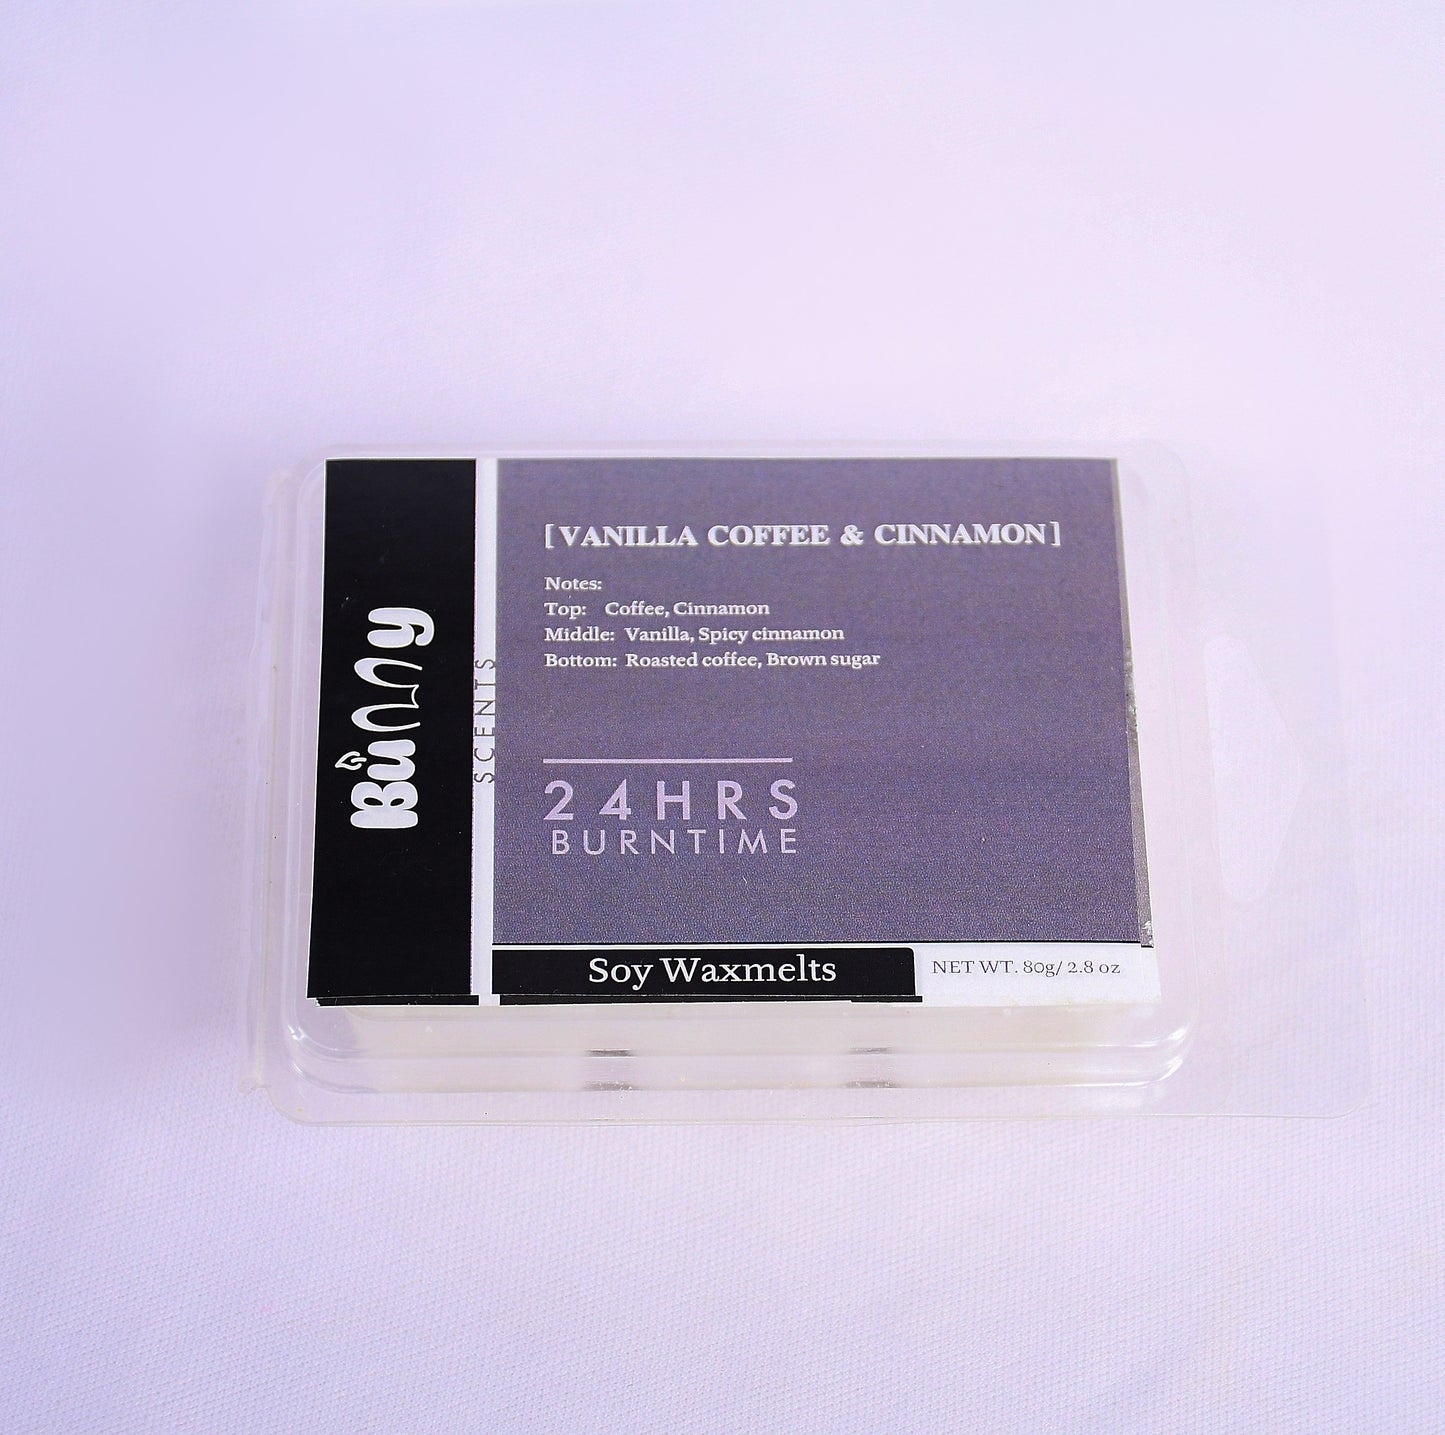 Bunny
SCENTS
[VANILLA COFFEE & CINNAMON]
Notes:
Top: Coffee, Cinnamon
Middle: Vanilla, Spicy cinnamon
Bottom: Roasted coffee, Brown sugar
24HRS
BURNTIME
Soy Waxmelts
NET WT. 80g/ 2.8 oz